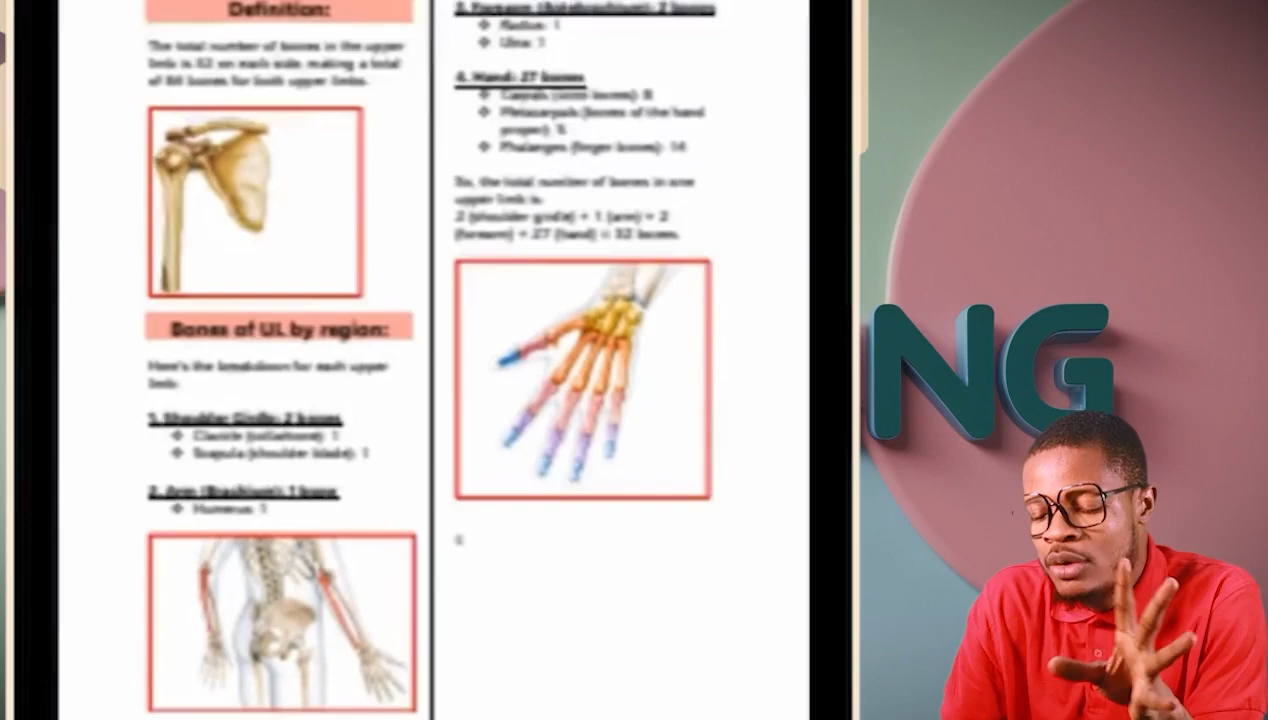 Definition:
The total number of bones in the upper
limb is 32 on each side, making a total
of 64 bones for both upper limbs.
Bones of UL by region:
Here's the breakdown for each upper
limb:
1. Shoulder Girdle: 2 bones
❖ Clavicle (collarbone): 1
❖ Scapula (shoulder blade): 1
2. Arm (Brachium): 1 bone
❖ Humerus: 1
3. Forearm (Antebrachium): 2 bones
❖ Radius: 1
❖ Ulna: 1
4. Hand: 27 bones
❖ Carpals (wrist bones): 8
❖ Metacarpals (bones of the hand
proper): 5
❖ Phalanges (finger bones): 14
So, the total number of bones in one
upper limb is:
2 (shoulder girdle) + 1 (arm) + 2
(forearm) + 27 (hand) = 32 bones.
NG